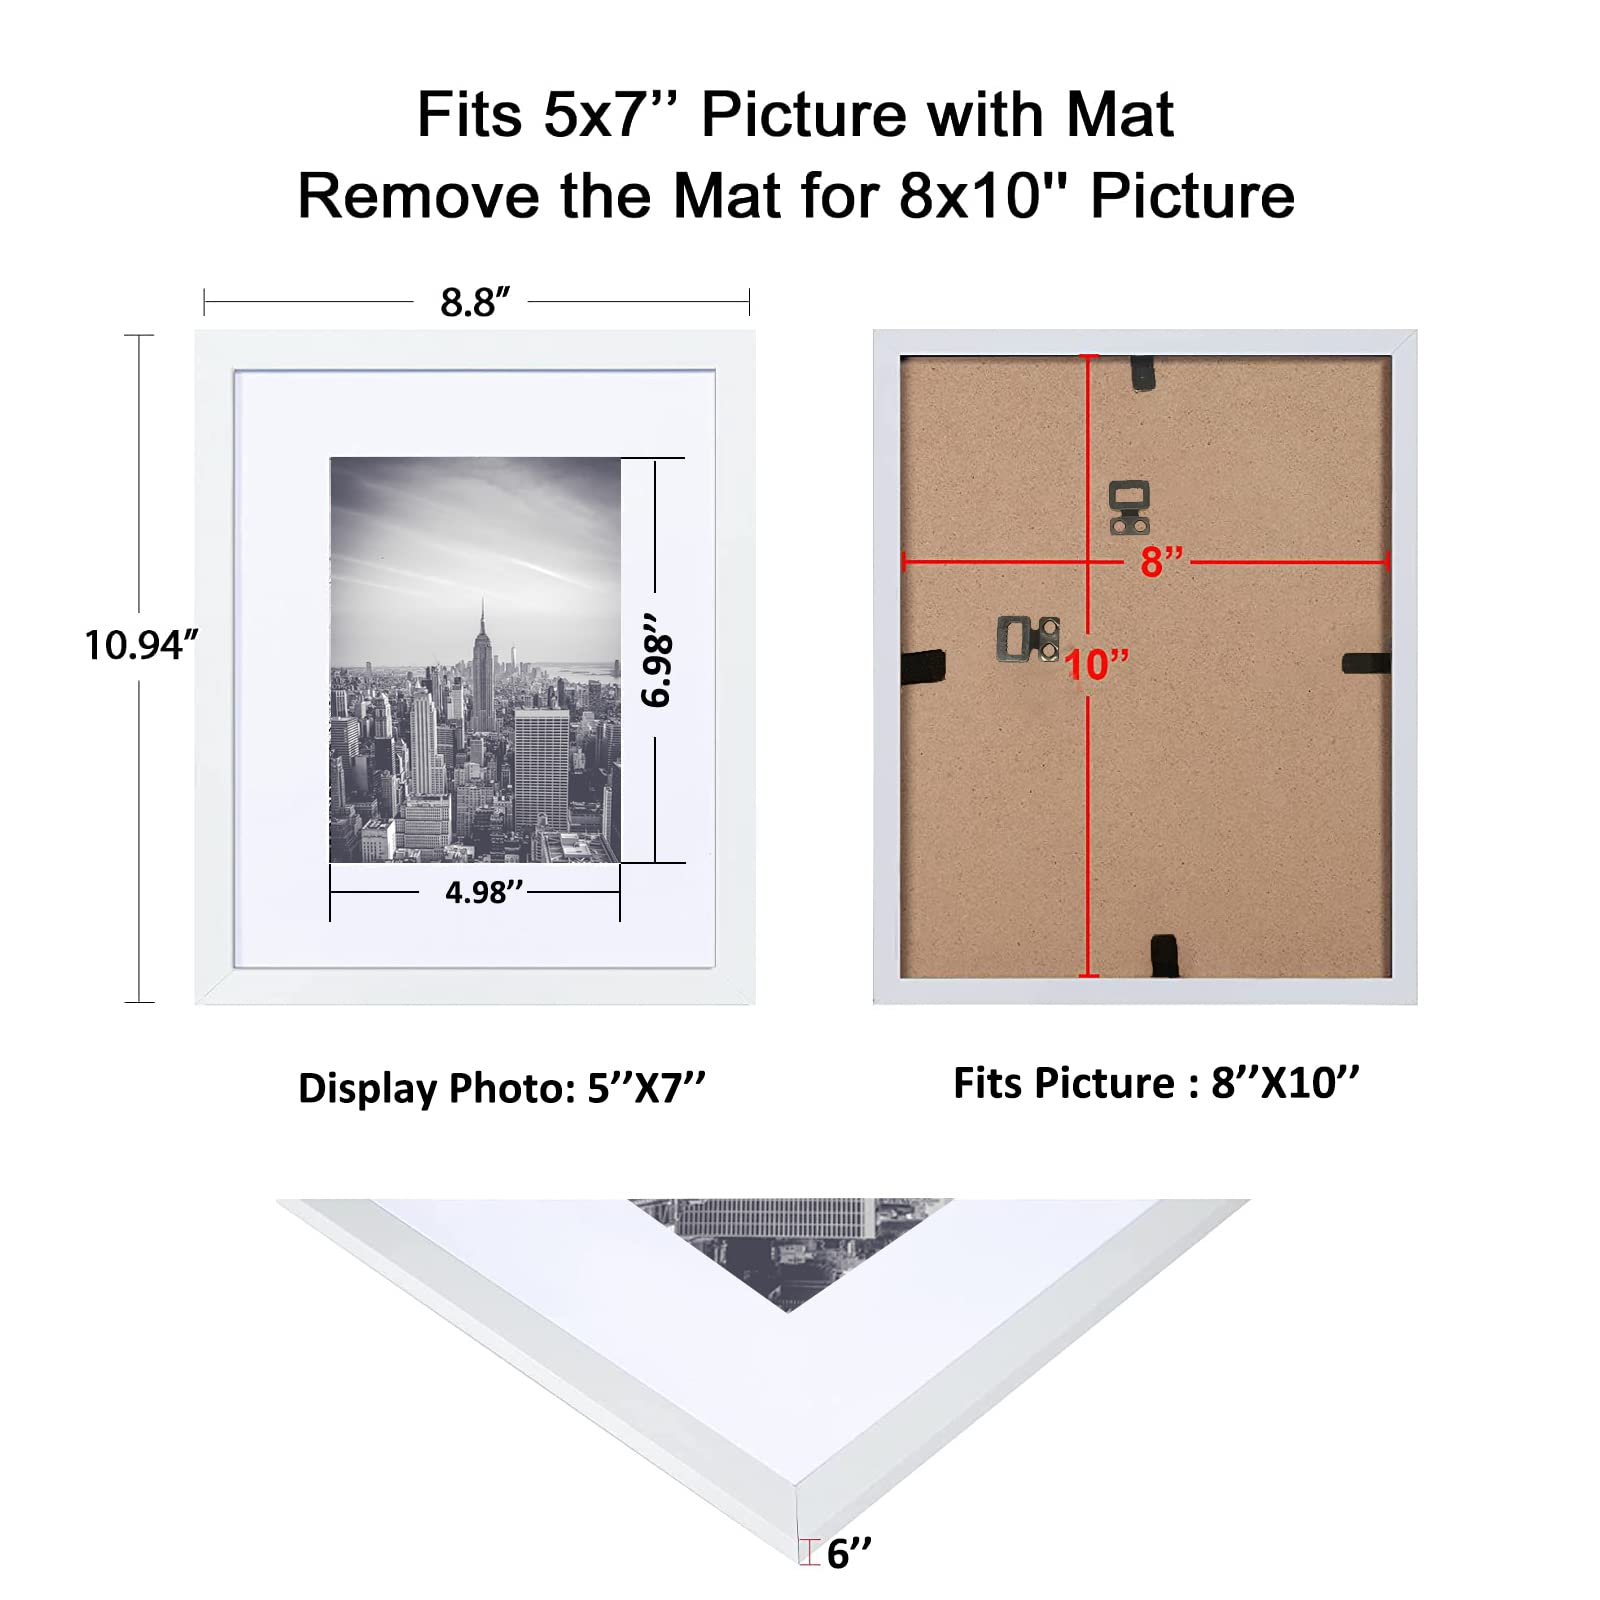 Fits 5x7’’ Picture with Mat
Remove the Mat for 8x10" Picture
8.8”
10.94”
6.98’’
4.98’’
8’’
10’’
Display Photo: 5’’X7’’
Fits Picture : 8’’X10’’
6’’